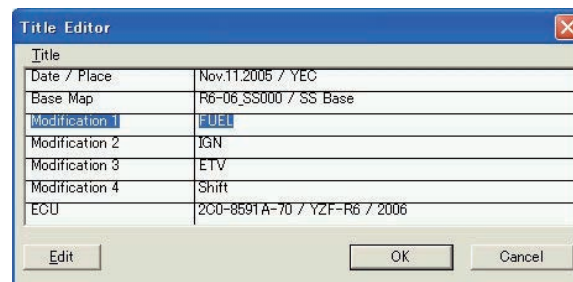 Title Editor
Title
Date / Place Nov.11.2005 / YEC
Base Map R6-06_SS000 / SS Base
Modification 1 FUEL
Modification 2 IGN
Modification 3 ETV
Modification 4 Shift
ECU 2C0-8591A-70 / YZF-R6 / 2006
Edit OK Cancel